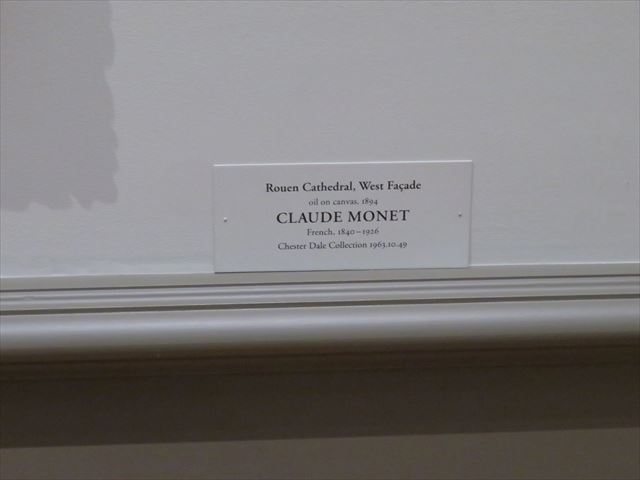 Rouen Cathedral, West Façade
oil on canvas, 1894
CLAUDE MONET
French, 1840–1926
Chester Dale Collection 1963.10.49